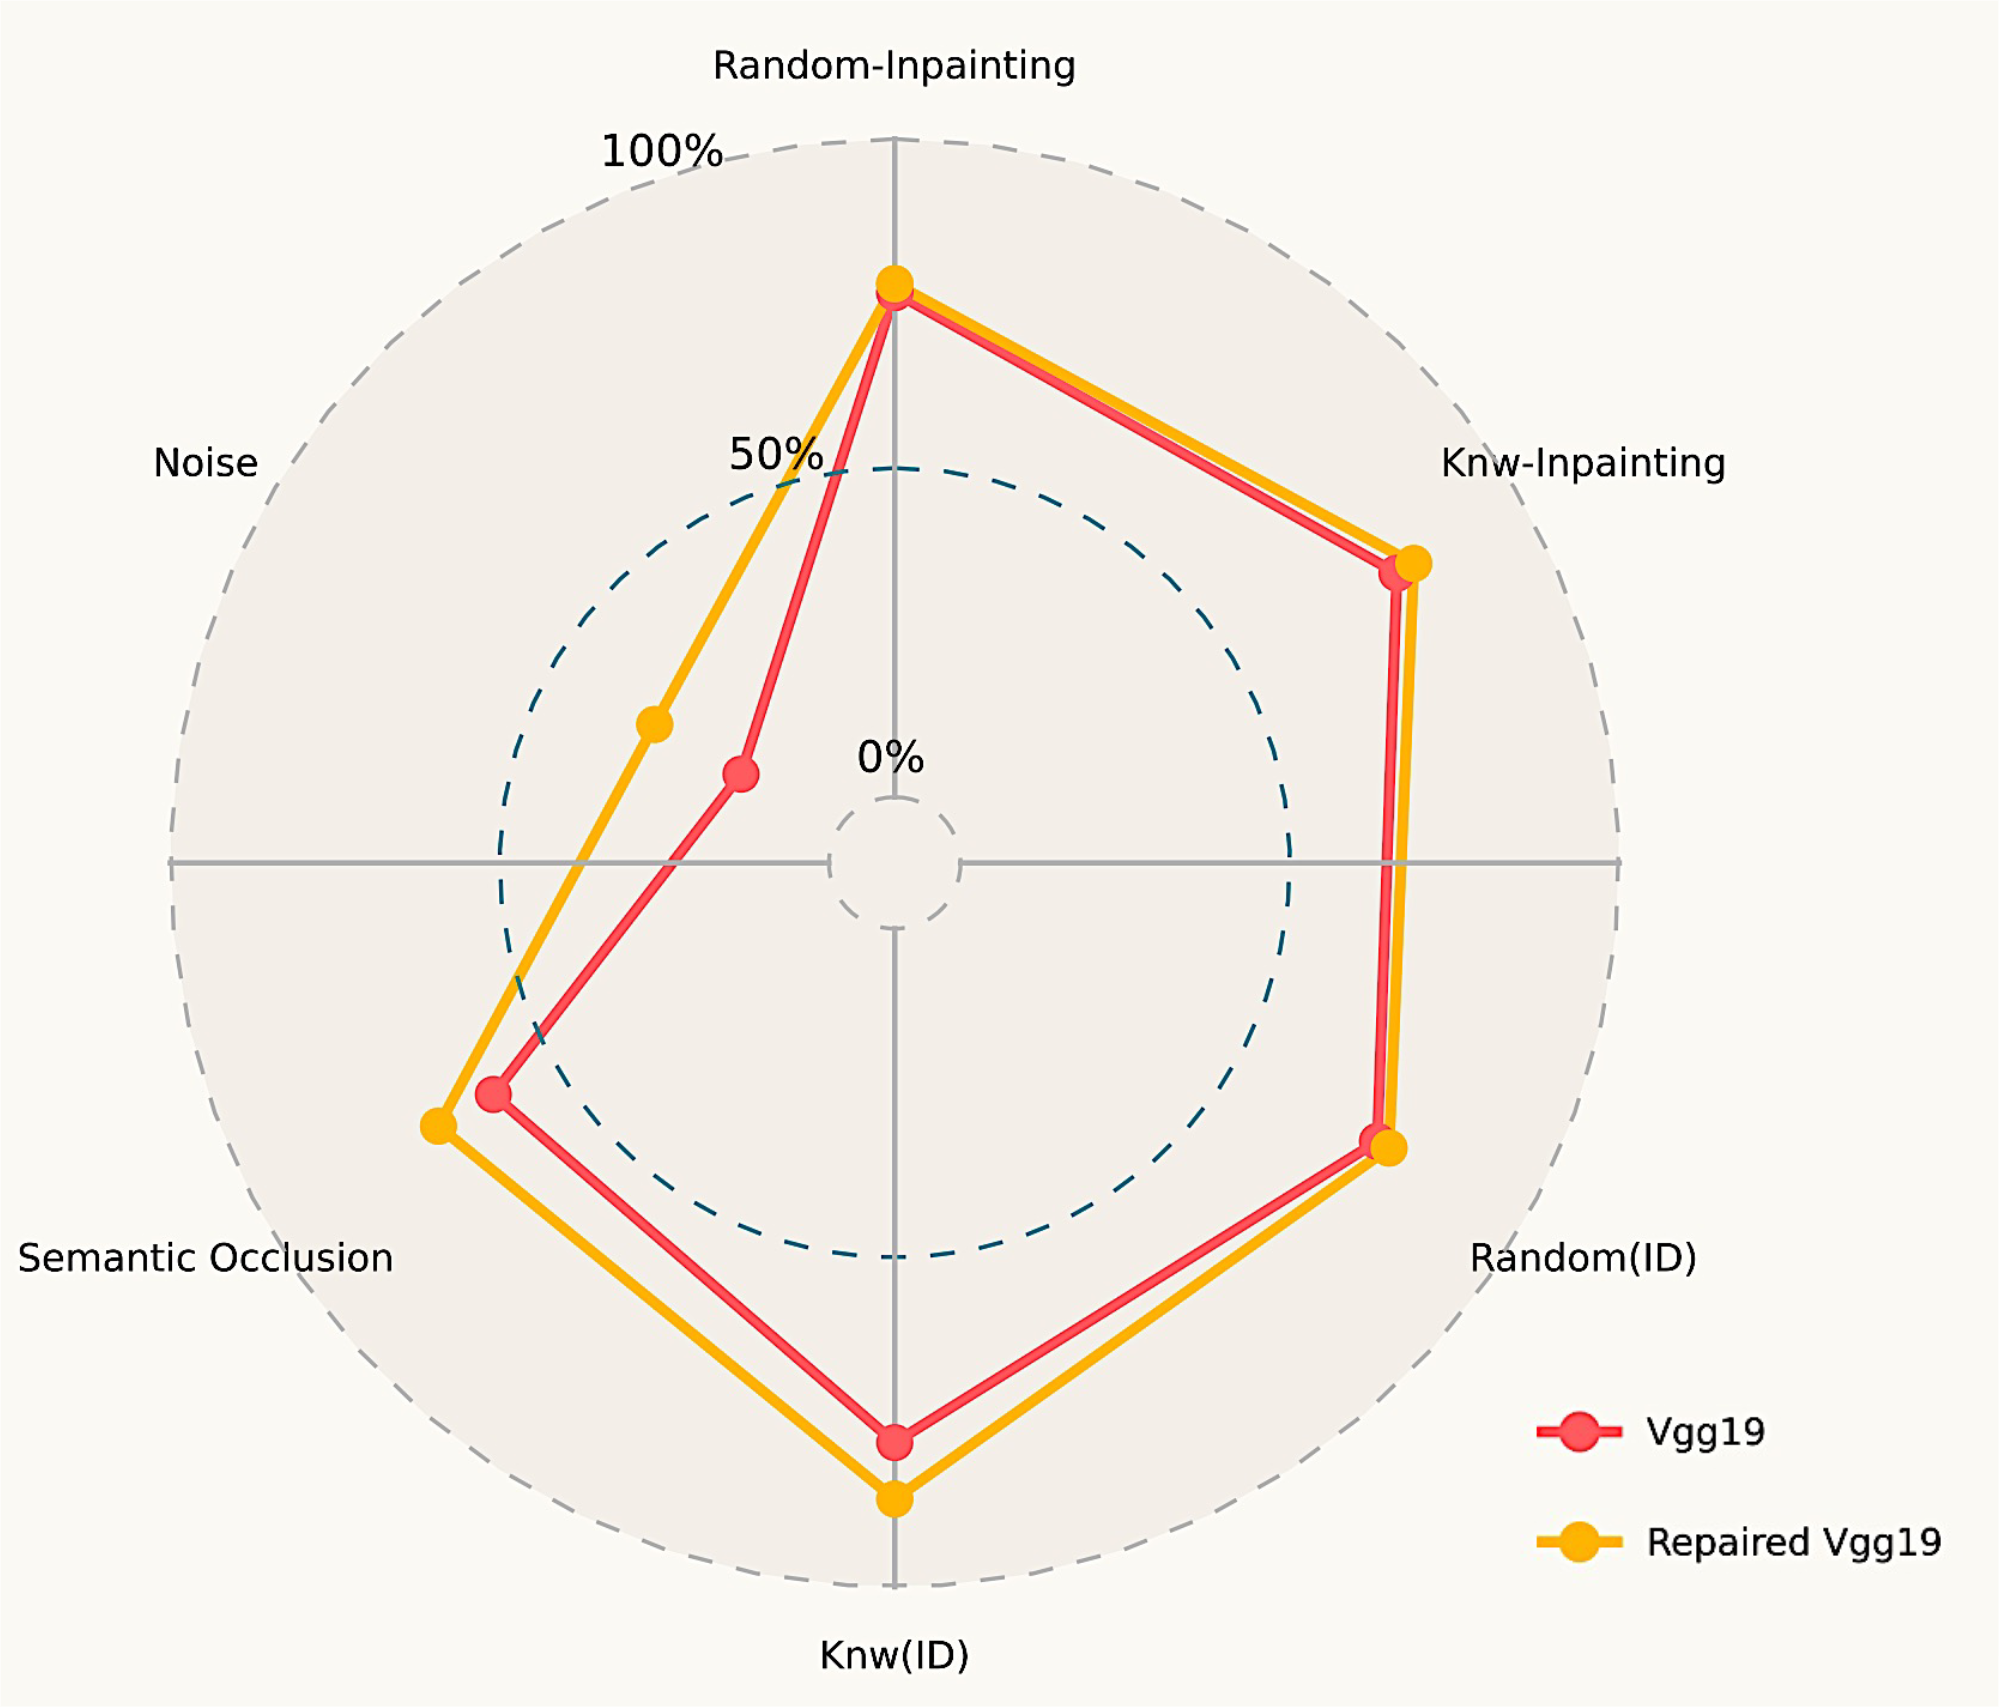 Random-Inpainting
100%
Noise
50%
Knw-Inpainting
0%
Semantic Occlusion
Random(ID)
Vgg19
Repaired Vgg19
Knw(ID)